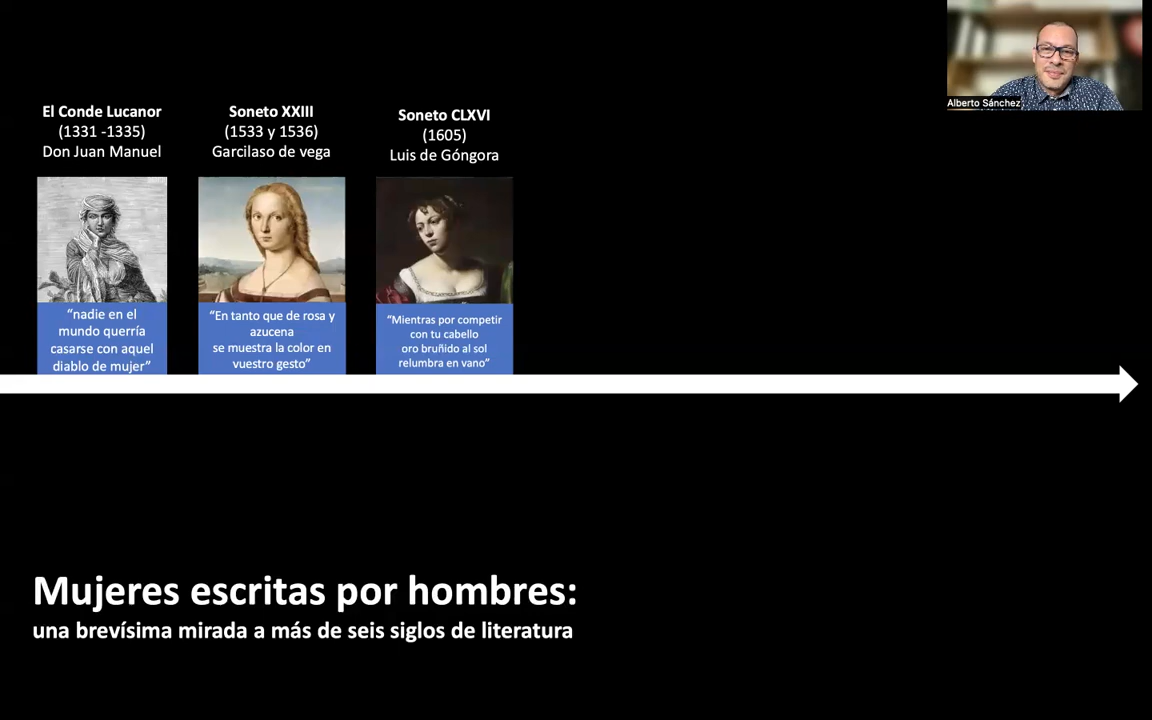 Alberto Sánchez
El Conde Lucanor
(1331 -1335)
Don Juan Manuel
“nadie en el
mundo querría
casarse con aquel
diablo de mujer”
Soneto XXIII
(1533 y 1536)
Garcilaso de vega
“En tanto que de rosa y
azucena
se muestra la color en
vuestro gesto”
Soneto CLXVI
(1605)
Luis de Góngora
“Mientras por competir
con tu cabello
oro bruñido al sol
relumbra en vano”
Mujeres escritas por hombres:
una brevísima mirada a más de seis siglos de literatura